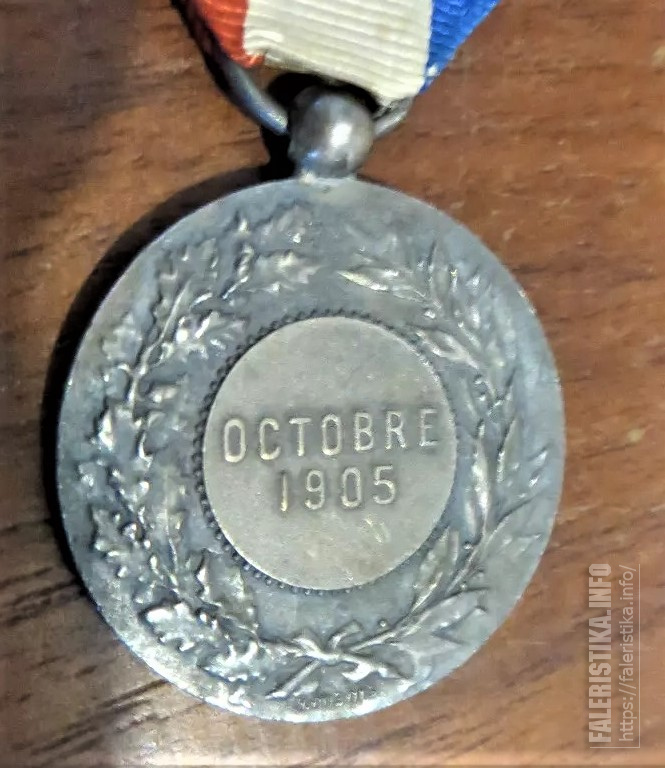 OCTOBRE
1905
FALERISTIKA.INFO
https://faleristika.info/